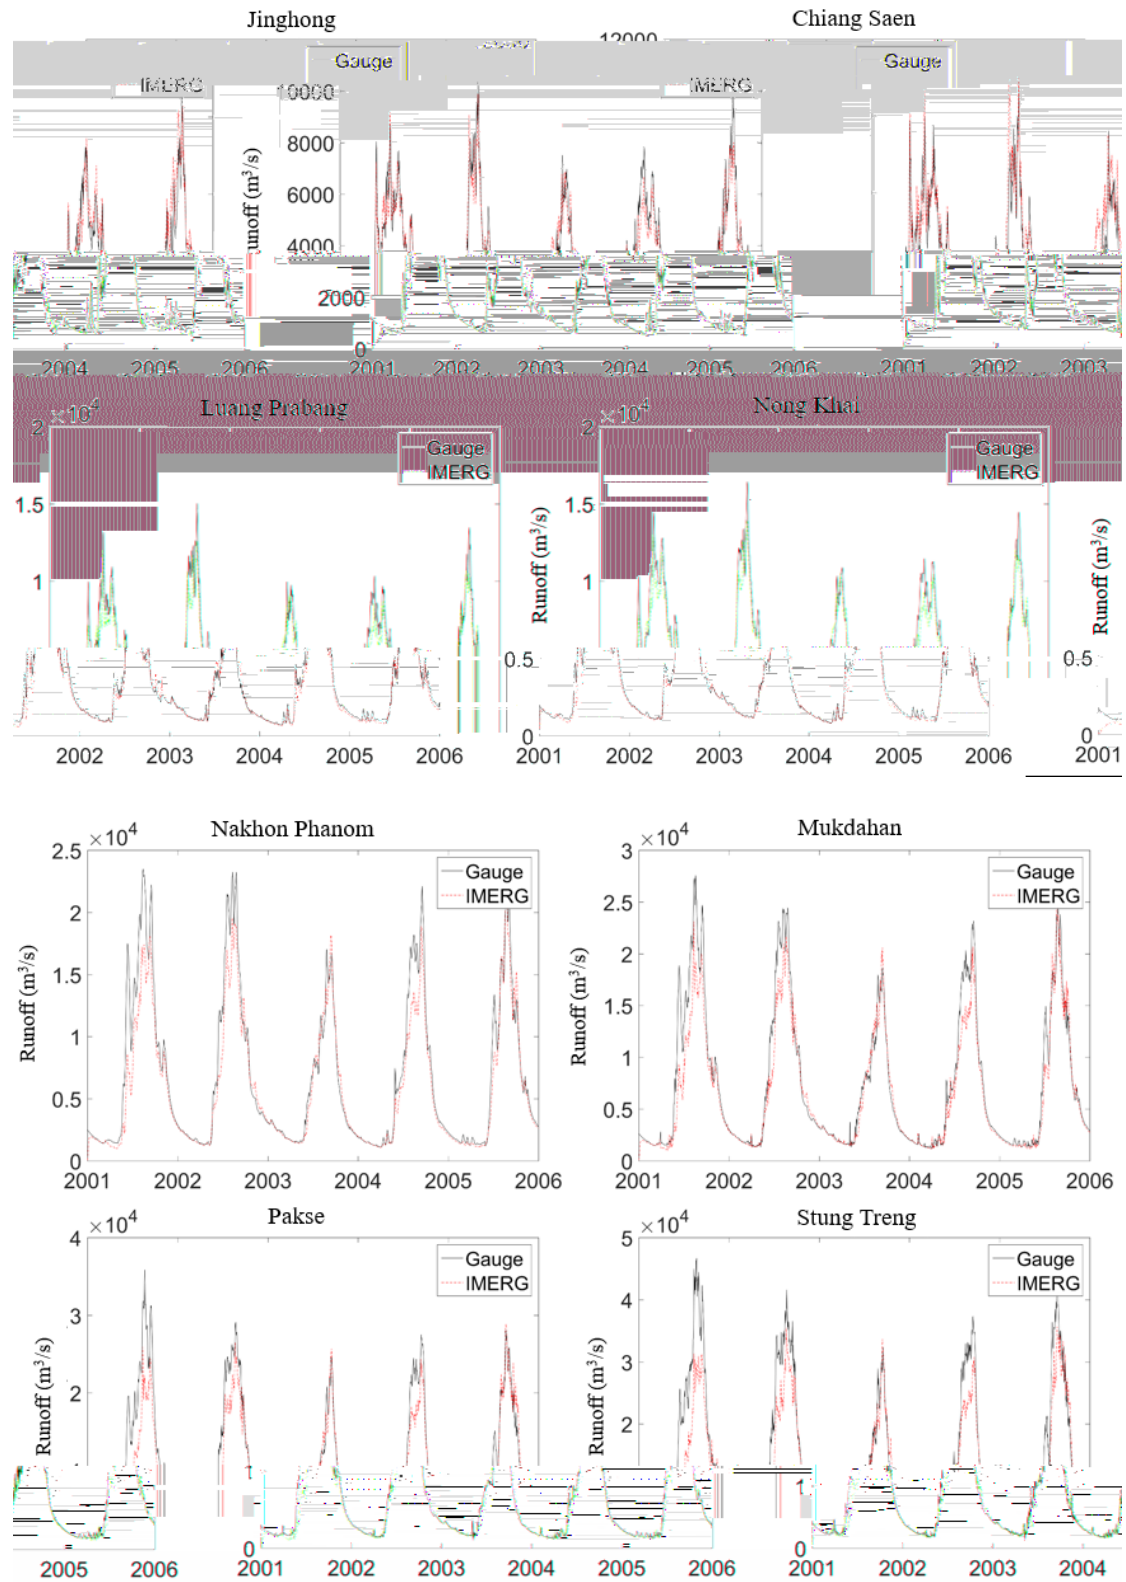 Jinghong
Chiang Saen
12000
Gauge
Gauge
IMERG
10000
IMERG
8000
6000
4000
2000
0
unoff (m³/s)
Runoff (m³/s)
2004 2005 2006 2001 2002 2003 2004 2005 2006 2001 2002 2003
Luang Prabang
Nong Khai
×10⁴
2
1.5
1
Gauge
IMERG
Runoff (m³/s)
×10⁴
2
1.5
1
Gauge
IMERG
Runoff (m³/s)
0.5
0
0.5
0
2002 2003 2004 2005 2006 2001 2002 2003 2004 2005 2006 2001
Nakhon Phanom
×10⁴
2.5
2
1.5
1
0.5
0
Runoff (m³/s)
Gauge
IMERG
2001 2002 2003 2004 2005 2006
Mukdahan
×10⁴
3
2.5
2
1.5
1
0.5
0
Runoff (m³/s)
Gauge
IMERG
2001 2002 2003 2004 2005 2006
Pakse
×10⁴
4
3
2
Runoff (m³/s)
Gauge
IMERG
0
Stung Treng
×10⁴
5
4
3
2
Runoff (m³/s)
Gauge
IMERG
0
2005 2006 2001 2002 2003 2004 2005 2006 2001 2002 2003 2004